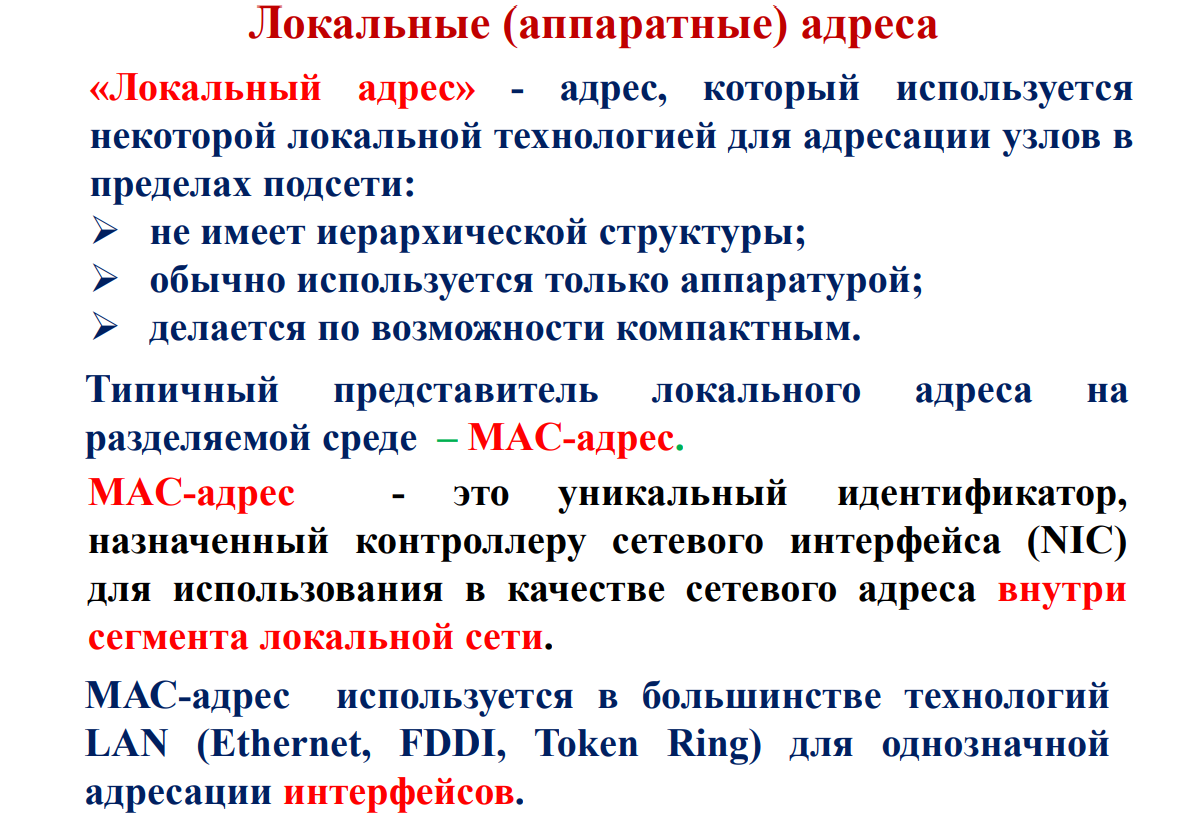 Локальные (аппаратные) адреса
«Локальный адрес» - адрес, который используется
некоторой локальной технологией для адресации узлов в
пределах подсети:
➢ не имеет иерархической структуры;
➢ обычно используется только аппаратурой;
➢ делается по возможности компактным.
Типичный представитель локального адреса на
разделяемой среде – МАС-адрес.
МАС-адрес - это уникальный идентификатор,
назначенный контроллеру сетевого интерфейса (NIC)
для использования в качестве сетевого адреса внутри
сегмента локальной сети.
МАС-адрес используется в большинстве технологий
LAN (Ethernet, FDDI, Token Ring) для однозначной
адресации интерфейсов.